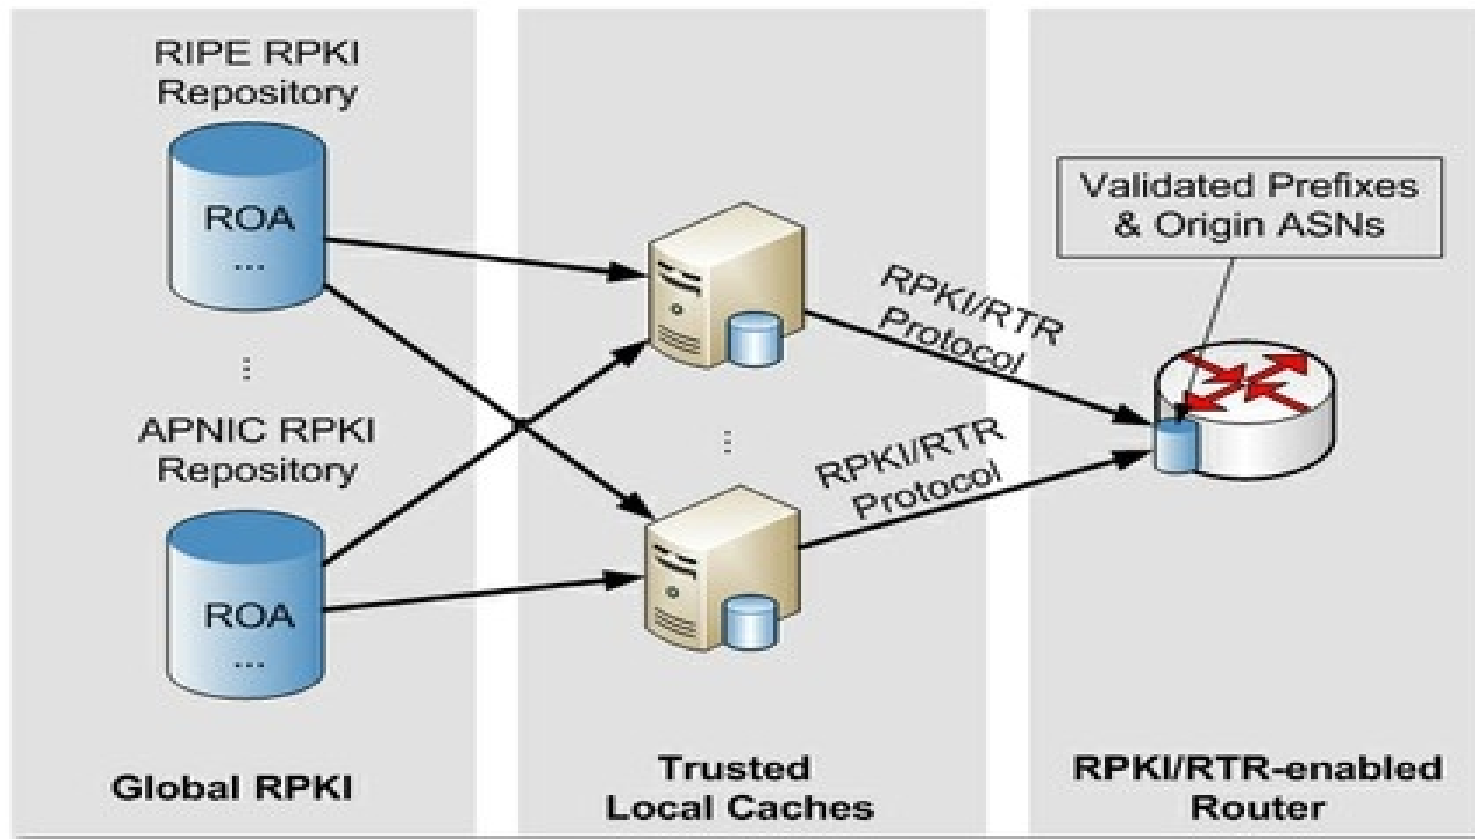 RIPE RPKI
Repository
ROA
...
...
APNIC RPKI
Repository
ROA
...
Global RPKI
...
Trusted
Local Caches
RPKI/RTR
Protocol
RPKI/RTR
Protocol
Validated Prefixes
& Origin ASNs
RPKI/RTR-enabled
Router